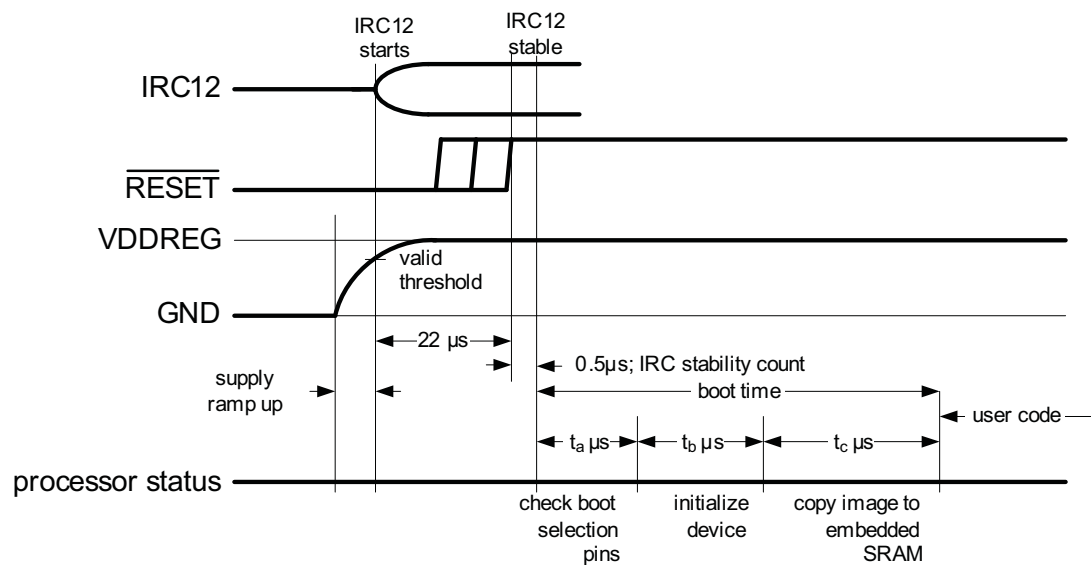 IRC12
starts
IRC12
stable
IRC12
RESET
VDDREG
valid
threshold
GND
22 µs
0.5µs; IRC stability count
supply
ramp up
boot time
user code
ta µs
tb µs
tc µs
processor status
check boot
selection
pins
initialize
device
copy image to
embedded
SRAM